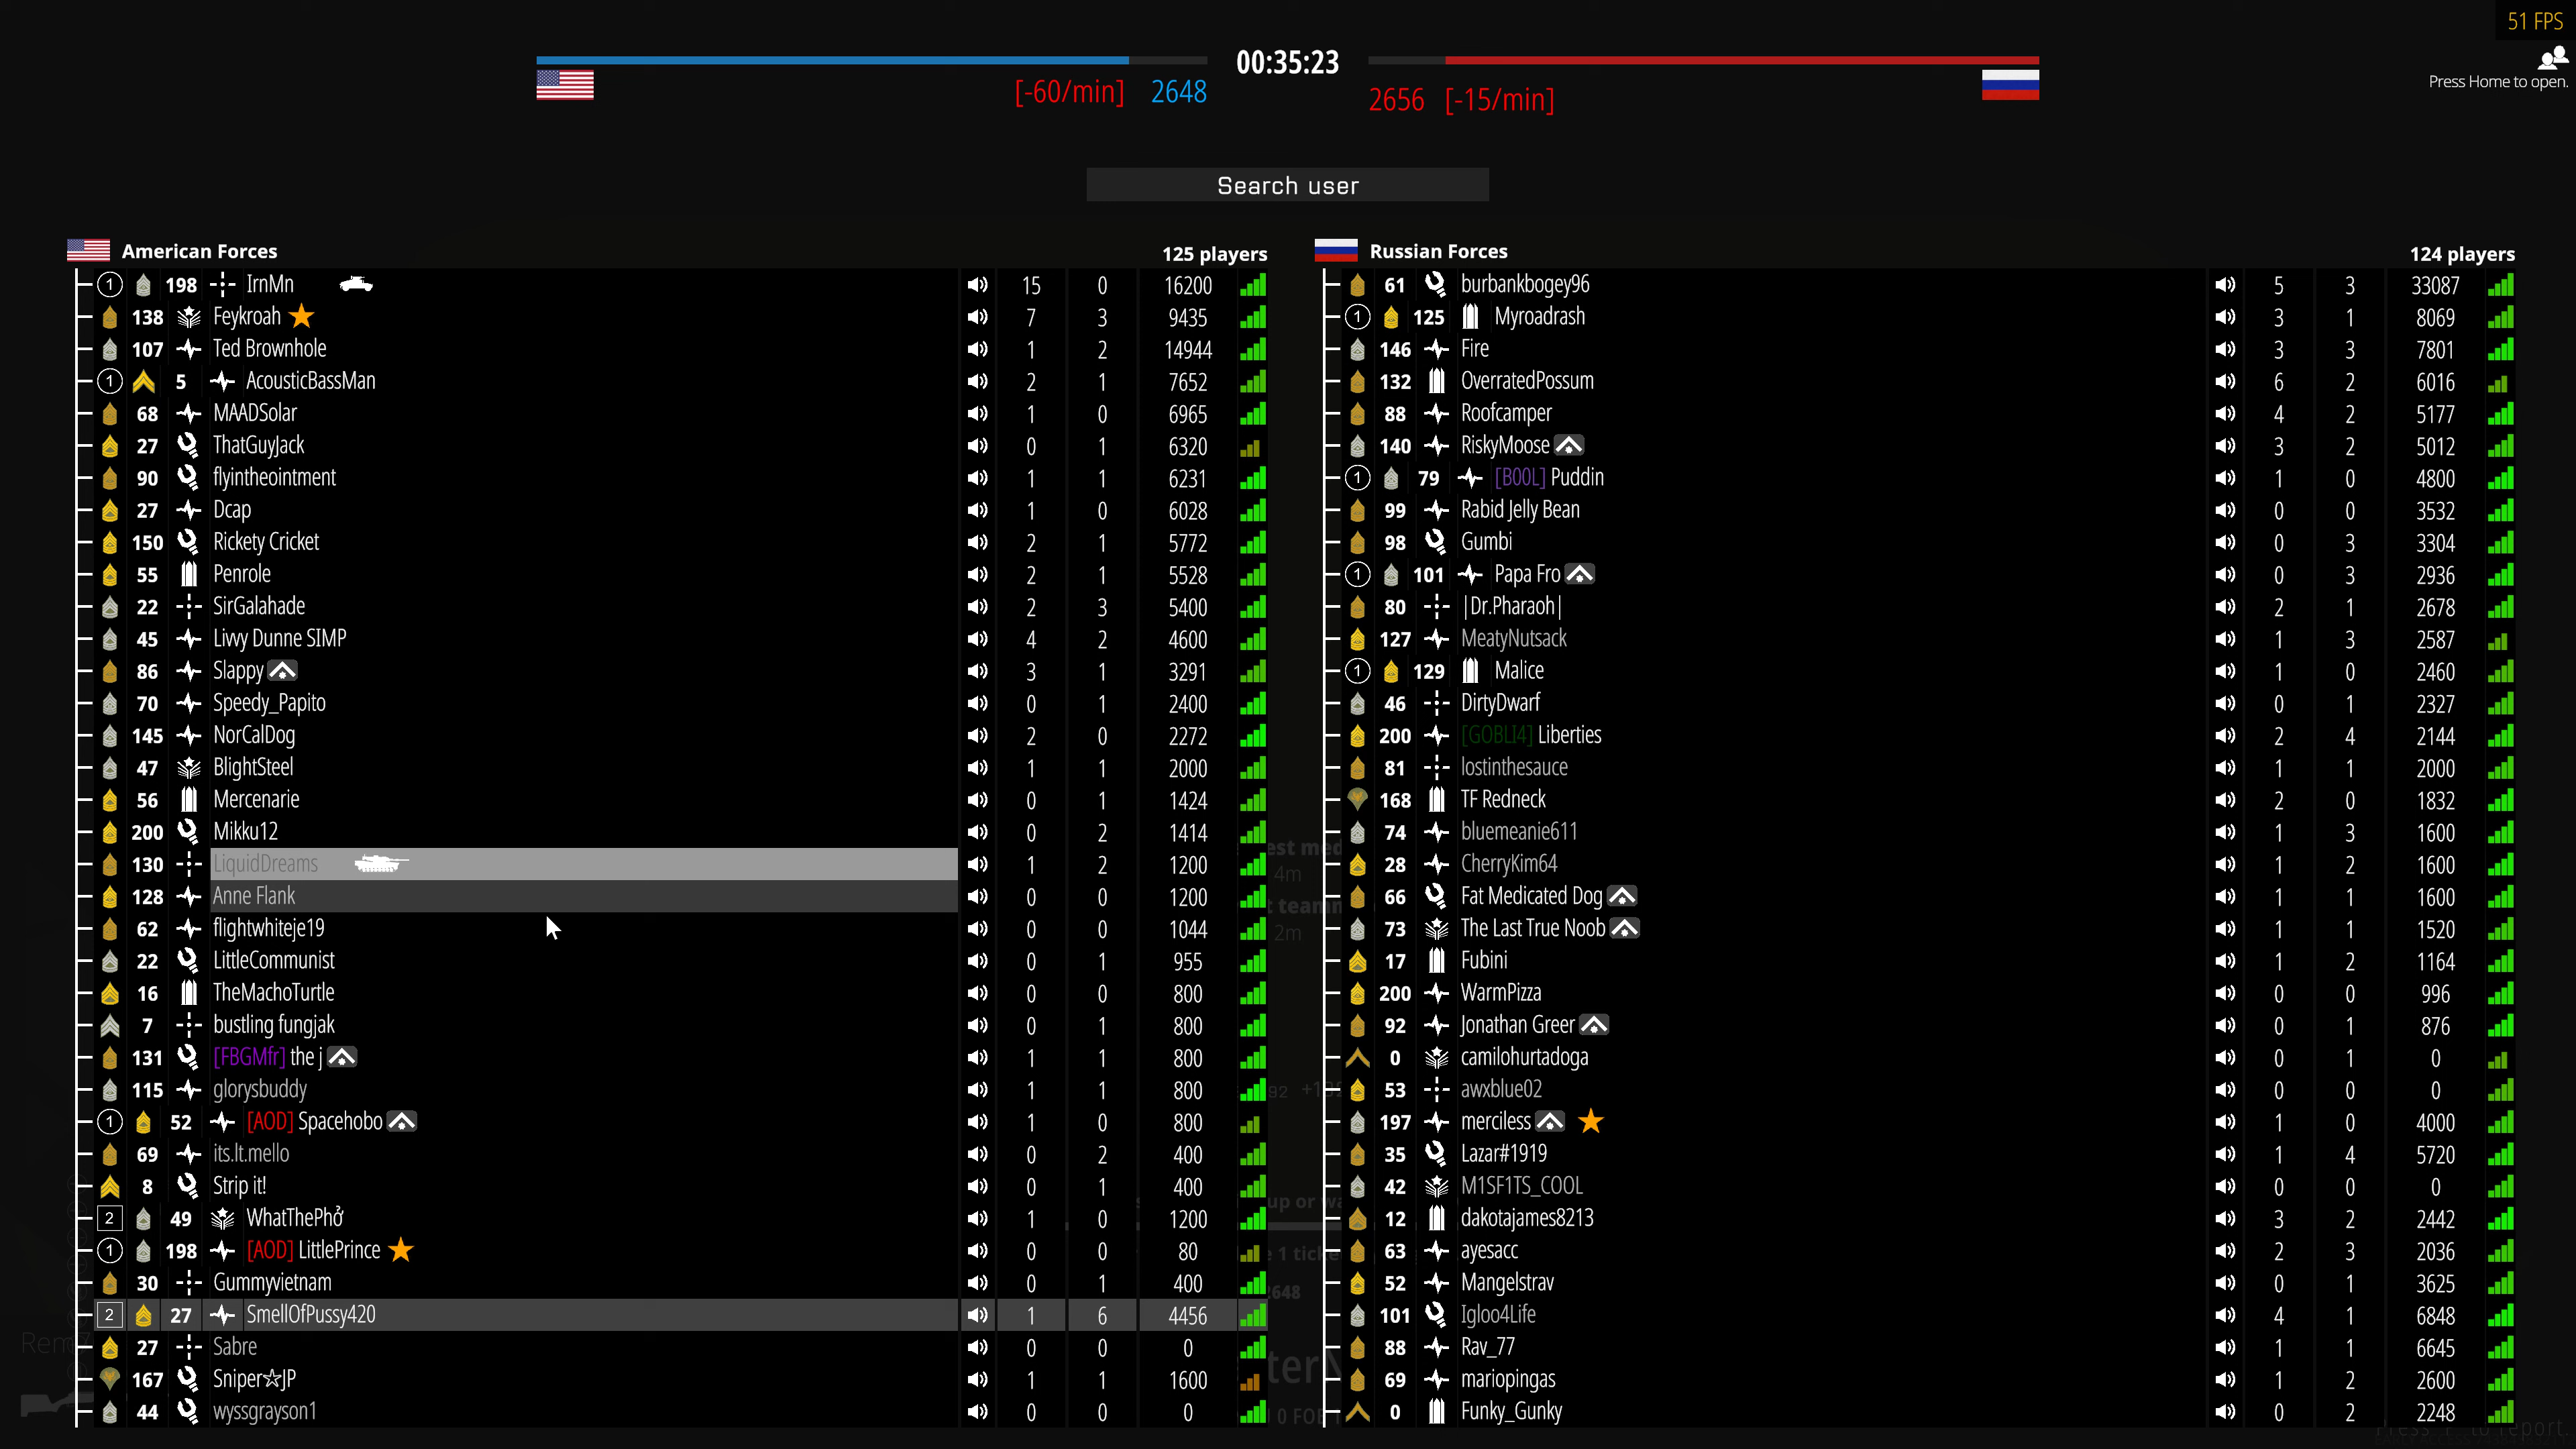 51 FPS
Press Home to open.
00:35:23
[-60/min] 2648
2656 [-15/min]
Search user
American Forces 125 players
1 198 IrnMn 15 0 16200
138 Feykroah 7 3 9435
107 Ted Brownhole 1 2 14944
1 5 AcousticBassMan 2 1 7652
68 MAADSolar 1 0 6965
27 ThatGuyJack 0 1 6320
90 flyintheointment 1 1 6231
27 Dcap 1 0 6028
150 Rickety Cricket 2 1 5772
55 Penrole 2 1 5528
22 SirGalahade 2 3 5400
45 Livvy Dunne SIMP 4 2 4600
86 Slappy 3 1 3291
70 Speedy_Papito 0 1 2400
145 NorCalDog 2 0 2272
47 BlightSteel 1 1 2000
56 Mercenarie 0 1 1424
200 Mikku12 0 2 1414
130 LiquidDreams 1 2 1200
128 Anne Flank 0 0 1200
62 flightwhiteje19 0 0 1044
22 LittleCommunist 0 1 955
16 TheMachoTurtle 0 0 800
7 bustling fungjak 0 1 800
131 [FBGMfr] the j 1 1 800
115 glorysbuddy 1 1 800
1 52 [AOD] Spacehobo 1 0 800
69 its.lt.mello 0 2 400
8 Strip it! 0 1 400
2 49 WhatThePhở 1 0 1200
1 198 [AOD] LittlePrince 0 0 80
30 Gummyvietnam 0 1 400
2 27 SmellOfPussy420 1 6 4456
27 Sabre 0 0 0
167 Sniper☆JP 1 1 1600
44 wyssgrayson1 0 0 0
Russian Forces 124 players
61 burbankbogey96 5 3 33087
1 125 Myroadrash 3 1 8069
146 Fire 3 3 7801
132 OverratedPossum 6 2 6016
88 Roofcamper 4 2 5177
140 RiskyMoose 3 2 5012
1 79 [B00L] Puddin 1 0 4800
99 Rabid Jelly Bean 0 0 3532
98 Gumbi 0 3 3304
1 101 Papa Fro 0 3 2936
80 |Dr.Pharaoh| 2 1 2678
127 MeatyNutsack 1 3 2587
1 129 Malice 1 0 2460
46 DirtyDwarf 0 1 2327
200 [GOBLI4] Liberties 2 4 2144
81 lostinthesauce 1 1 2000
168 TF Redneck 2 0 1832
74 bluemeanie611 1 3 1600
28 CherryKim64 1 2 1600
66 Fat Medicated Dog 1 1 1600
73 The Last True Noob 1 1 1520
17 Fubini 1 2 1164
200 WarmPizza 0 0 996
92 Jonathan Greer 0 1 876
0 camilohurtadoga 0 1 0
53 awxblue02 0 0 0
197 merciless 1 0 4000
35 Lazar#1919 1 4 5720
42 M1SF1TS_COOL 0 0 0
12 dakotajames8213 3 2 2442
63 ayesacc 2 3 2036
52 Mangelstrav 0 1 3625
101 Igloo4Life 4 1 6848
88 Rav_77 1 1 6645
69 mariopingas 1 2 2600
0 Funky_Gunky 0 2 2248